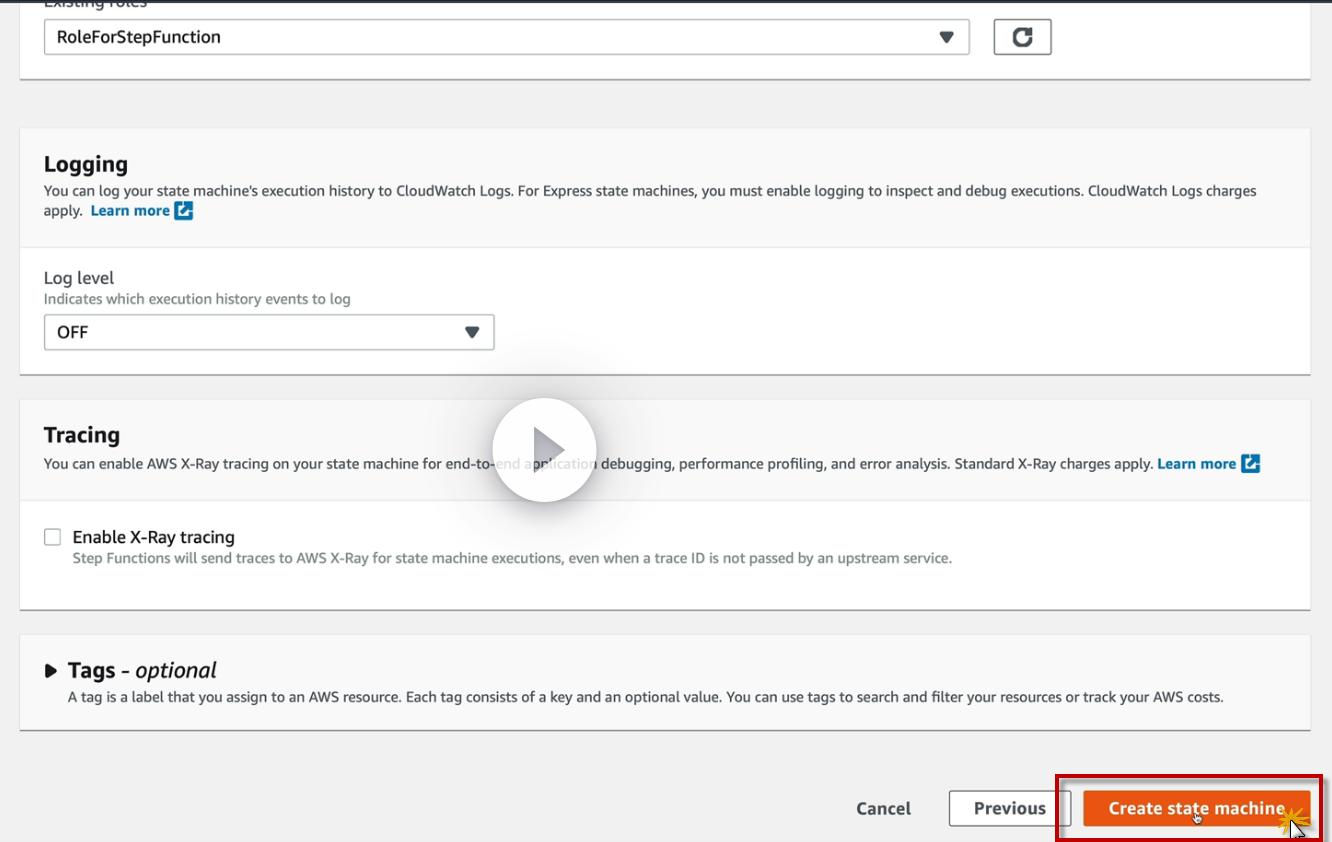 Existing roles
RoleForStepFunction
Logging
You can log your state machine's execution history to CloudWatch Logs. For Express state machines, you must enable logging to inspect and debug executions. CloudWatch Logs charges
apply. Learn more
Log level
Indicates which execution history events to log
OFF
Tracing
You can enable AWS X-Ray tracing on your state machine for end-to-end application debugging, performance profiling, and error analysis. Standard X-Ray charges apply. Learn more
Enable X-Ray tracing
Step Functions will send traces to AWS X-Ray for state machine executions, even when a trace ID is not passed by an upstream service.
Tags - optional
A tag is a label that you assign to an AWS resource. Each tag consists of a key and an optional value. You can use tags to search and filter your resources or track your AWS costs.
Cancel Previous Create state machine